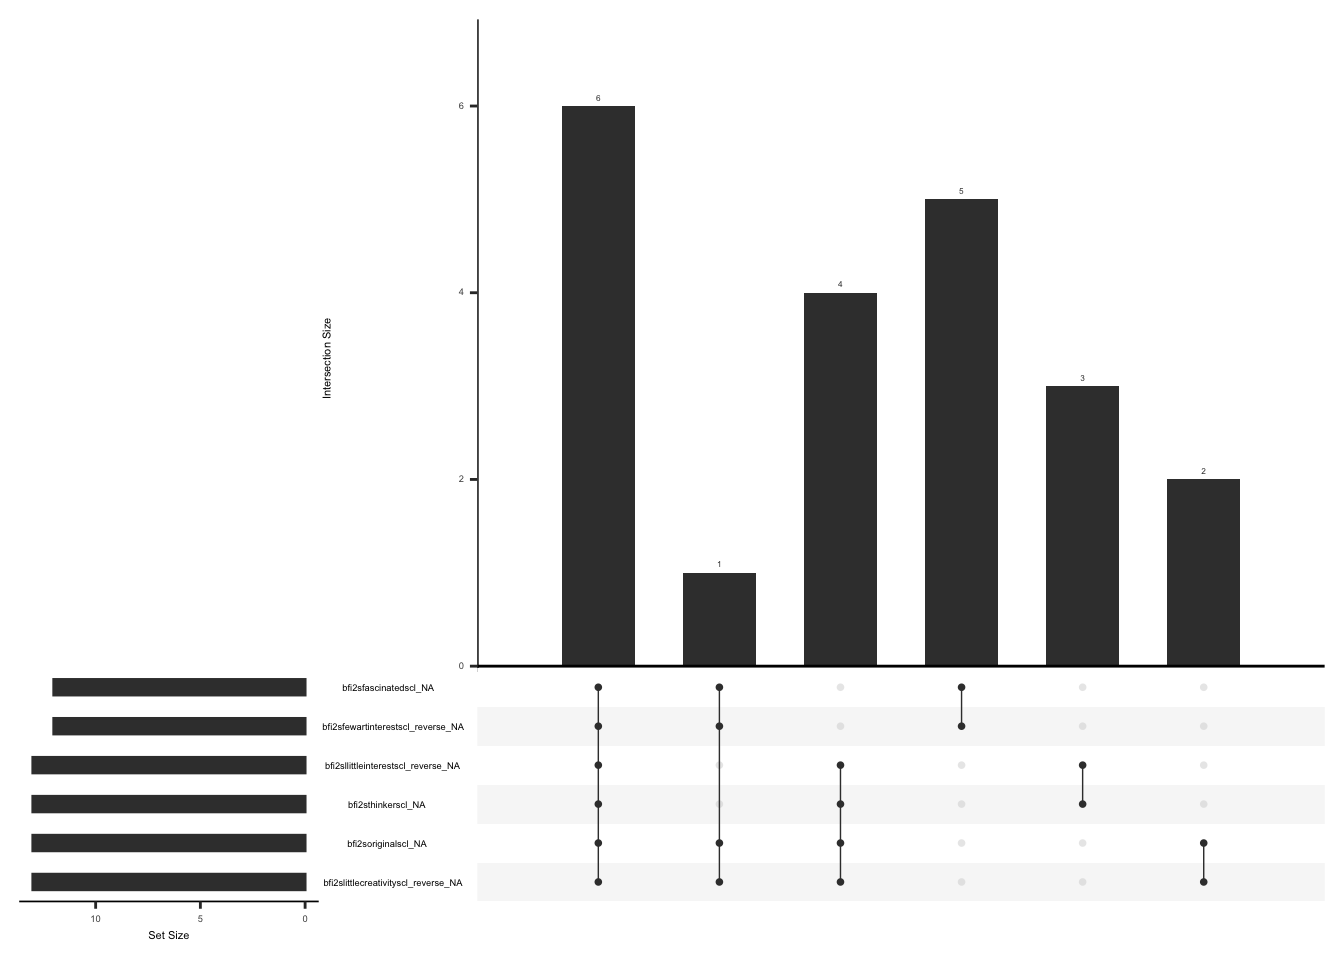 6
5
4
3
2
1
6
4
2
0
Intersection Size
bfi2sfascinatedscl_NA
bfi2sfewartinterestscl_reverse_NA
bfi2sllittleinterestscl_reverse_NA
bfi2sthinkerscl_NA
bfi2soriginalscl_NA
bfi2slittlecreativityscl_reverse_NA
10 5 0
Set Size